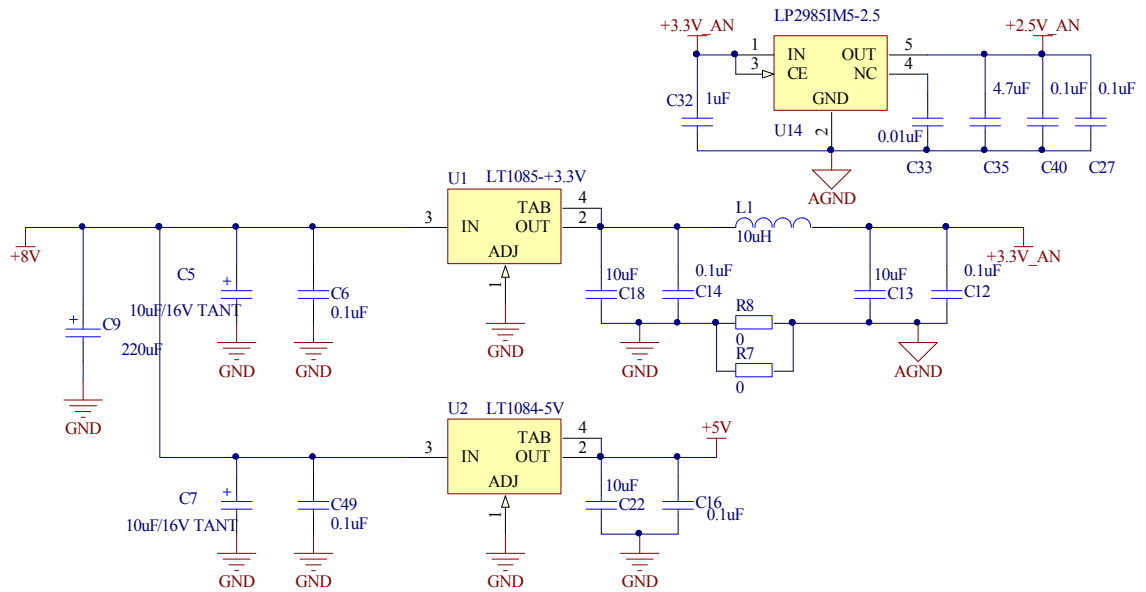 LP2985IM5-2.5
+3.3V_AN
+2.5V_AN
1
IN
OUT
5
3
CE
NC
4
GND
C32
1uF
4.7uF
0.1uF
0.1uF
U14
2
0.01uF
C33
C35
C40
C27
AGND
U1
LT1085-+3.3V
TAB
4
3
IN
OUT
2
ADJ
1
L1
10uH
+8V
+3.3V_AN
C5
10uF/16V TANT
+
C6
0.1uF
10uF
C18
0.1uF
C14
10uF
C13
0.1uF
C12
R8
0
R7
0
+
C9
220uF
GND
GND
GND
GND
AGND
GND
U2
LT1084-5V
+5V
TAB
4
3
IN
OUT
2
ADJ
1
C7
10uF/16V TANT
+
C49
0.1uF
10uF
C22
C16
0.1uF
GND
GND
GND
GND